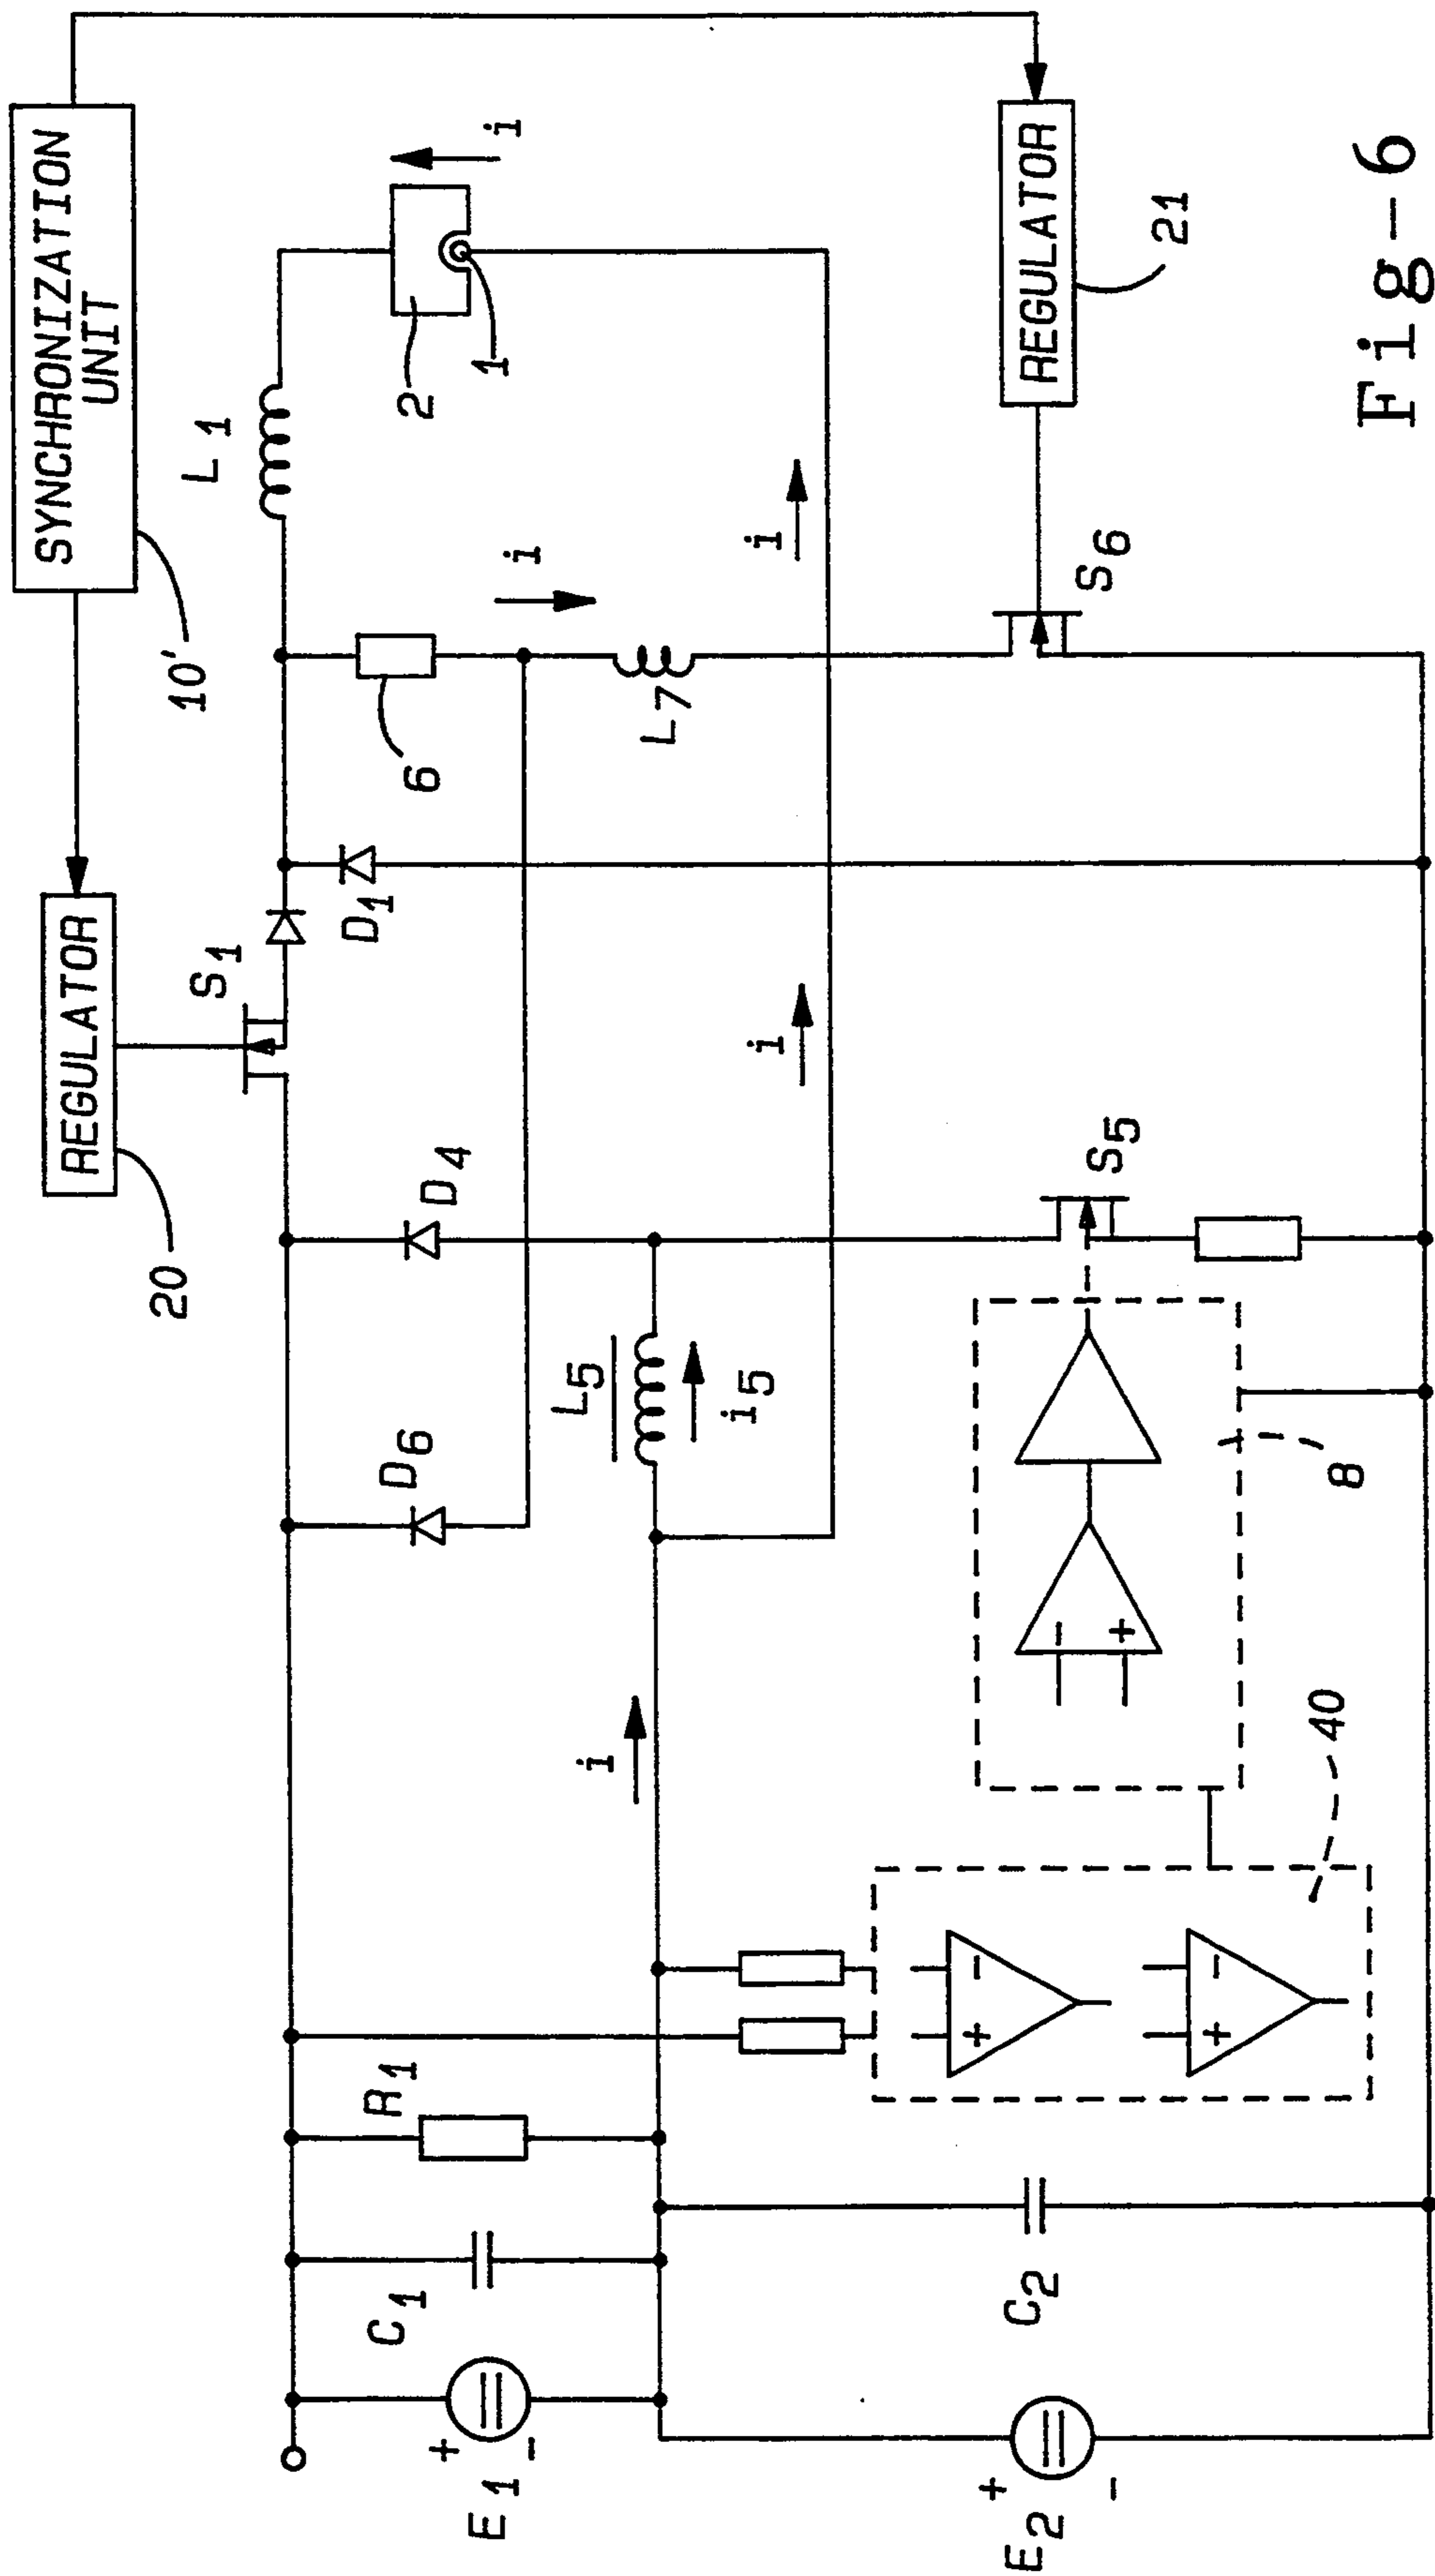 SYNCHRONIZATION
UNIT
10'
REGULATOR
20
S1
D1
L1
2
1
i
6
i
L7
i
i
S6
REGULATOR
21
D4
D6
L5
i5
i
S5
8
- +
40
+ -
+ -
R1
C1
C2
E1
+ -
E2
+ -
Fig-6